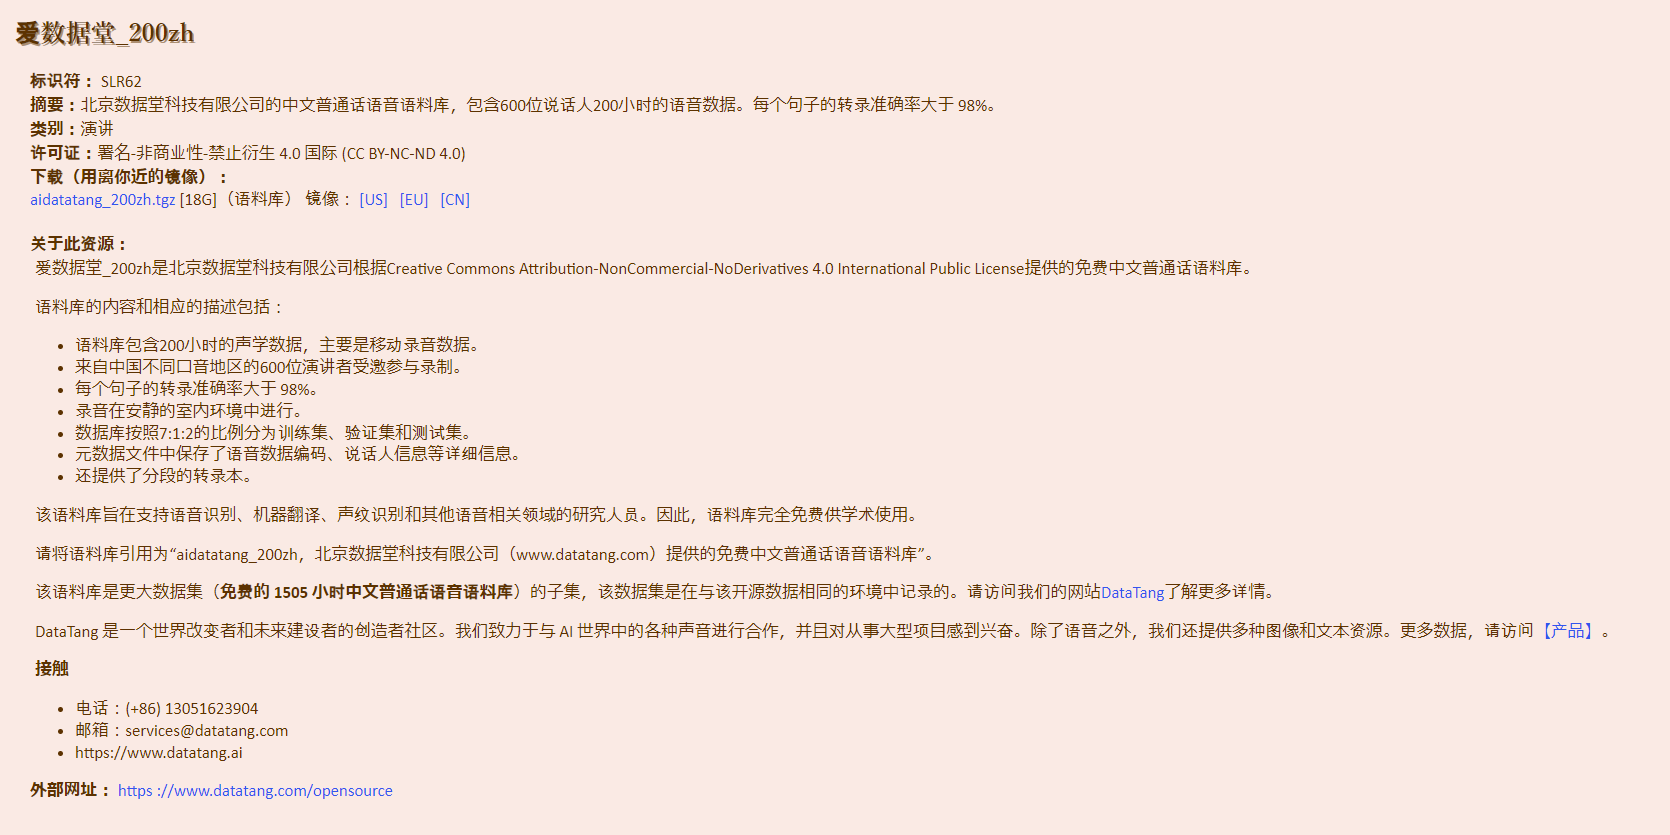 爱数据堂_200zh
标识符： SLR62
摘要：北京数据堂科技有限公司的中文普通话语音语料库，包含600位说话人200小时的语音数据。每个句子的转录准确率大于 98%。
类别：演讲
许可证：署名-非商业性-禁止衍生 4.0 国际 (CC BY-NC-ND 4.0)
下载（用离你近的镜像）：
aidatatang_200zh.tgz [18G]（语料库） 镜像： [US] [EU] [CN]
关于此资源：
爱数据堂_200zh是北京数据堂科技有限公司根据Creative Commons Attribution-NonCommercial-NoDerivatives 4.0 International Public License提供的免费中文普通话语料库。
语料库的内容和相应的描述包括：
• 语料库包含200小时的声学数据，主要是移动录音数据。
• 来自中国不同口音地区的600位演讲者受邀参与录制。
• 每个句子的转录准确率大于 98%。
• 录音在安静的室内环境中进行。
• 数据库按照7:1:2的比例分为训练集、验证集和测试集。
• 元数据文件中保存了语音数据编码、说话人信息等详细信息。
• 还提供了分段的转录本。
该语料库旨在支持语音识别、机器翻译、声纹识别和其他语音相关领域的研究人员。因此，语料库完全免费供学术使用。
请将语料库引用为“aidatatang_200zh，北京数据堂科技有限公司（www.datatang.com）提供的免费中文普通话语音语料库”。
该语料库是更大数据集（免费的 1505 小时中文普通话语音语料库）的子集，该数据集是在与该开源数据相同的环境中记录的。请访问我们的网站DataTang了解更多详情。
DataTang 是一个世界改变者和未来建设者的创造者社区。我们致力于与 AI 世界中的各种声音进行合作，并且对从事大型项目感到兴奋。除了语音之外，我们还提供多种图像和文本资源。更多数据，请访问【产品】。
接触
• 电话：(+86) 13051623904
• 邮箱：services@datatang.com
• https://www.datatang.ai
外部网址： https ://www.datatang.com/opensource